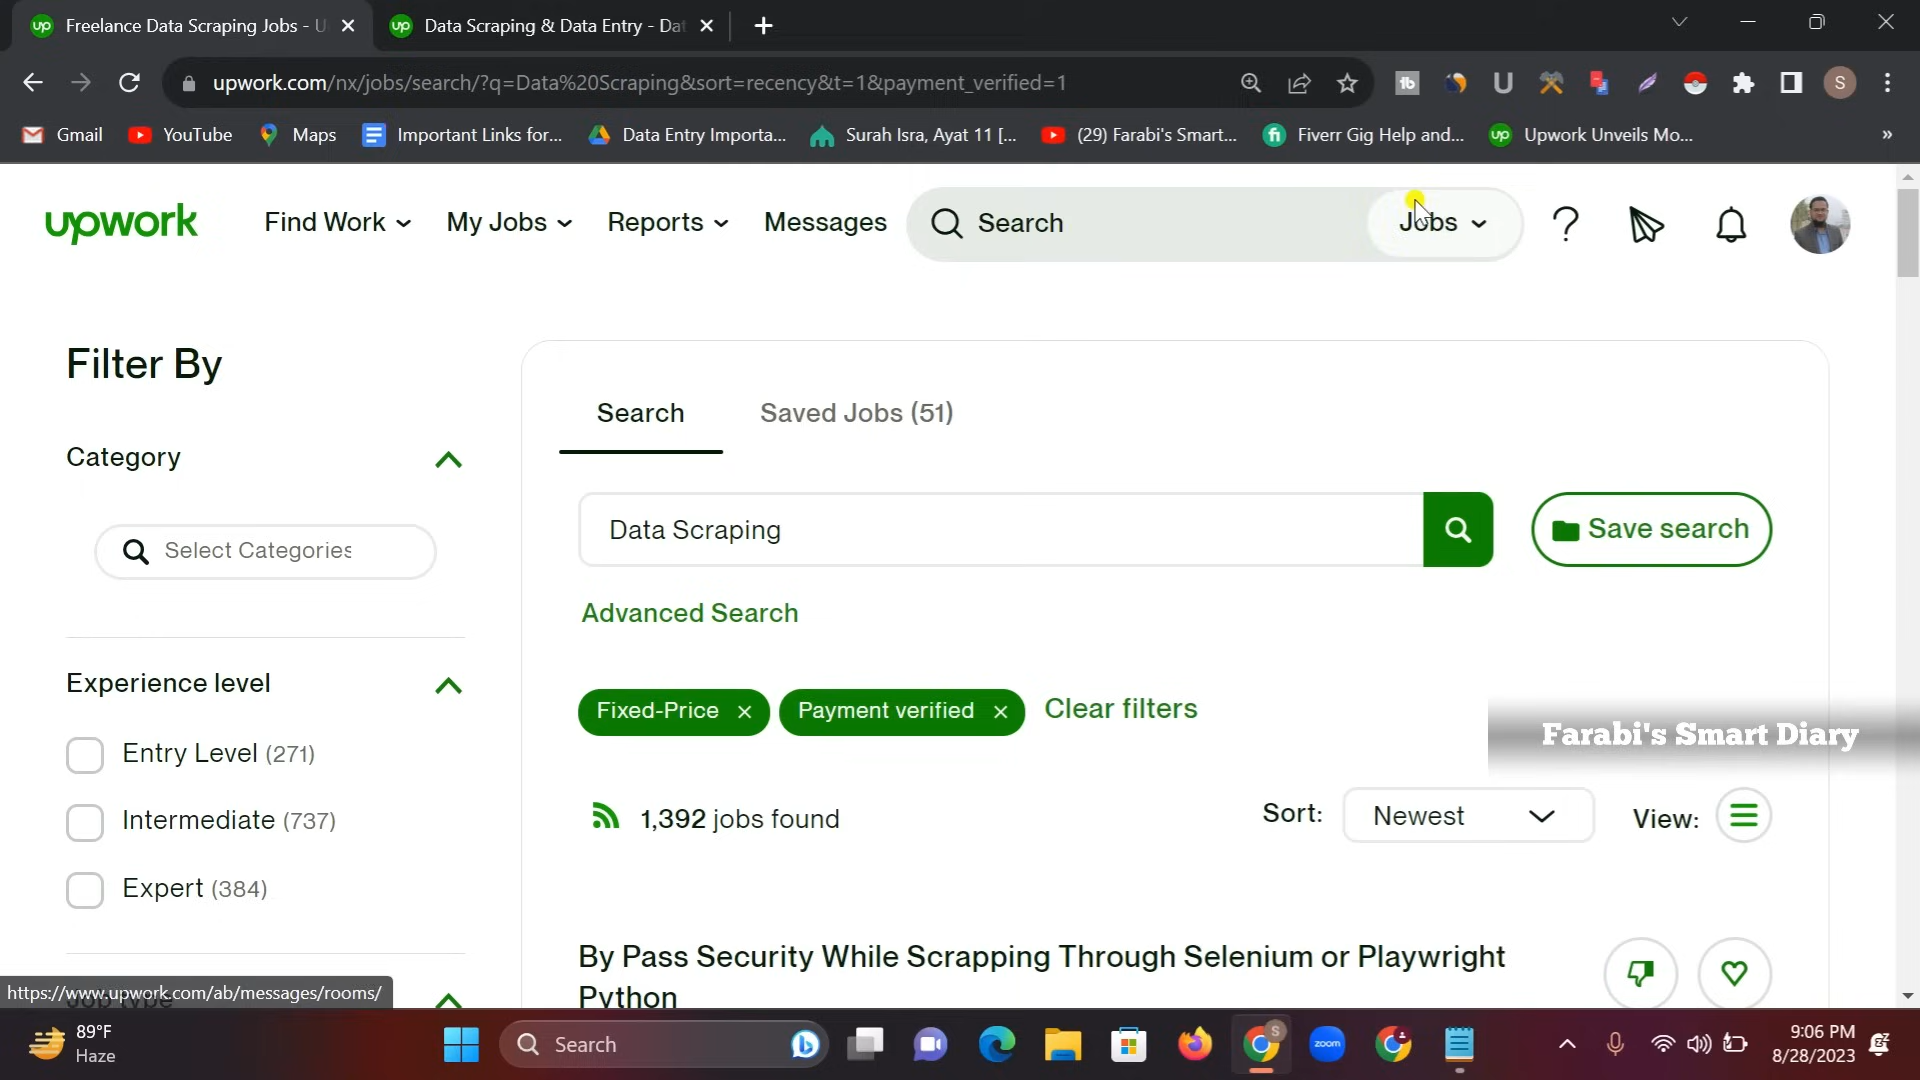 Freelance Data Scraping Jobs - U
Data Scraping & Data Entry - Dat
upwork.com/nx/jobs/search/?q=Data%20Scraping&sort=recency&t=1&payment_verified=1
Gmail
YouTube
Maps
Important Links for...
Data Entry Importa...
Surah Isra, Ayat 11 [...
(29) Farabi's Smart...
Fiverr Gig Help and...
Upwork Unveils Mo...
upwork
Find Work
My Jobs
Reports
Messages
Search
Jobs
Filter By
Category
Select Categories
Experience level
Entry Level (271)
Intermediate (737)
Expert (384)
Job type
Search
Saved Jobs (51)
Data Scraping
Save search
Advanced Search
Fixed-Price
Payment verified
Clear filters
Farabi's Smart Diary
1,392 jobs found
Sort:
Newest
View:
By Pass Security While Scrapping Through Selenium or Playwright
Python
https://www.upwork.com/ab/messages/rooms/
89°F
Haze
Search
zoom
9:06 PM
8/28/2023